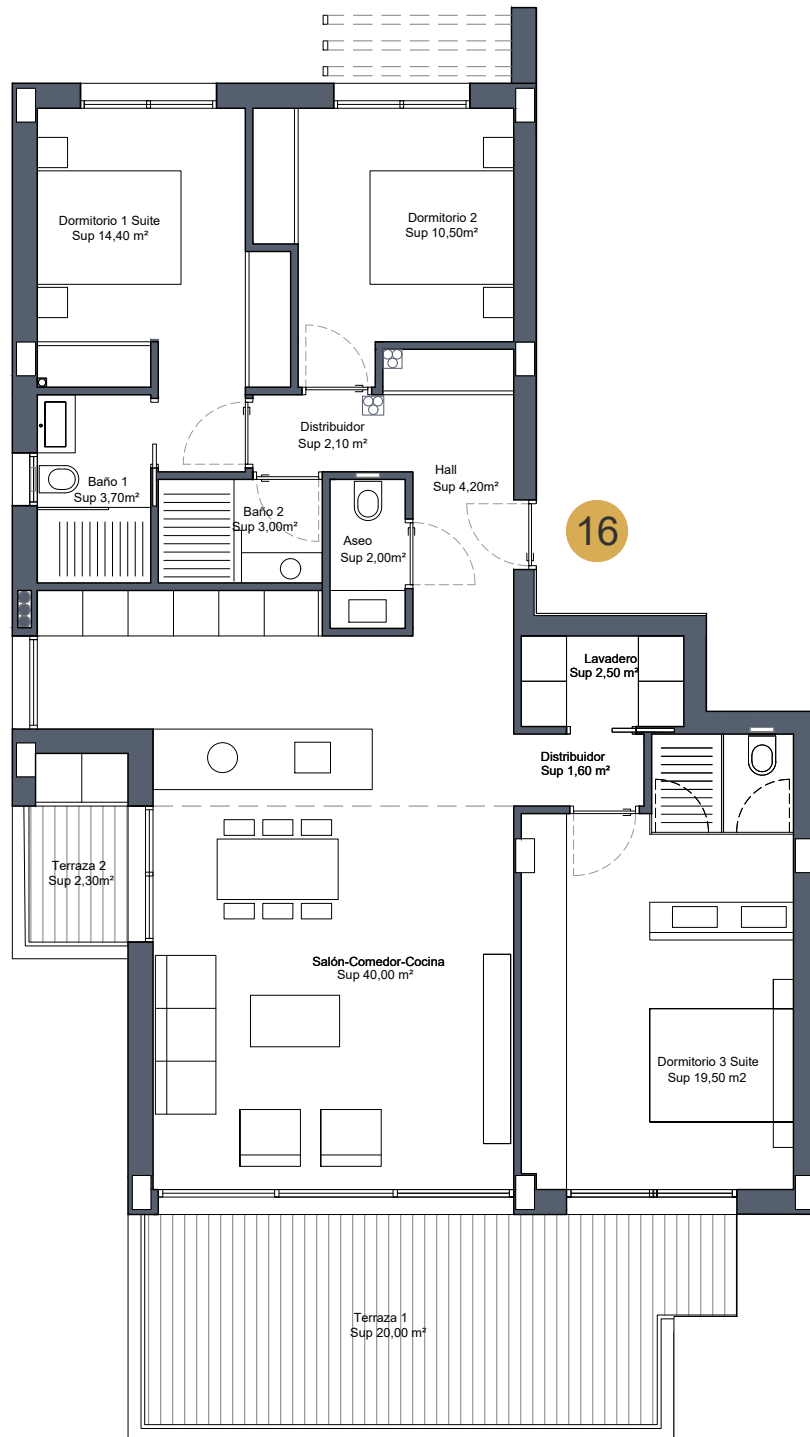 Dormitorio 1 Suite
Sup 14,40 m²
Dormitorio 2
Sup 10,50m²
Distribuidor
Sup 2,10 m²
Hall
Sup 4,20m²
Baño 1
Sup 3,70m²
Baño 2
Sup 3,00m²
Aseo
Sup 2,00m²
16
Lavadero
Sup 2,50 m²
Distribuidor
Sup 1,60 m²
Terraza 2
Sup 2,30m²
Salón-Comedor-Cocina
Sup 40,00 m²
Dormitorio 3 Suite
Sup 19,50 m2
Terraza 1
Sup 20,00 m²